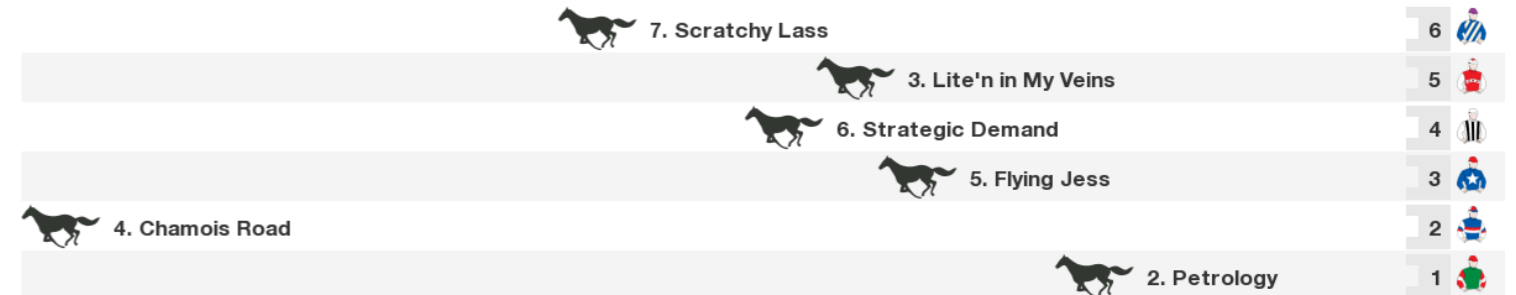 7. Scratchy Lass 6
3. Lite'n in My Veins 5
6. Strategic Demand 4
5. Flying Jess 3
4. Chamois Road 2
2. Petrology 1